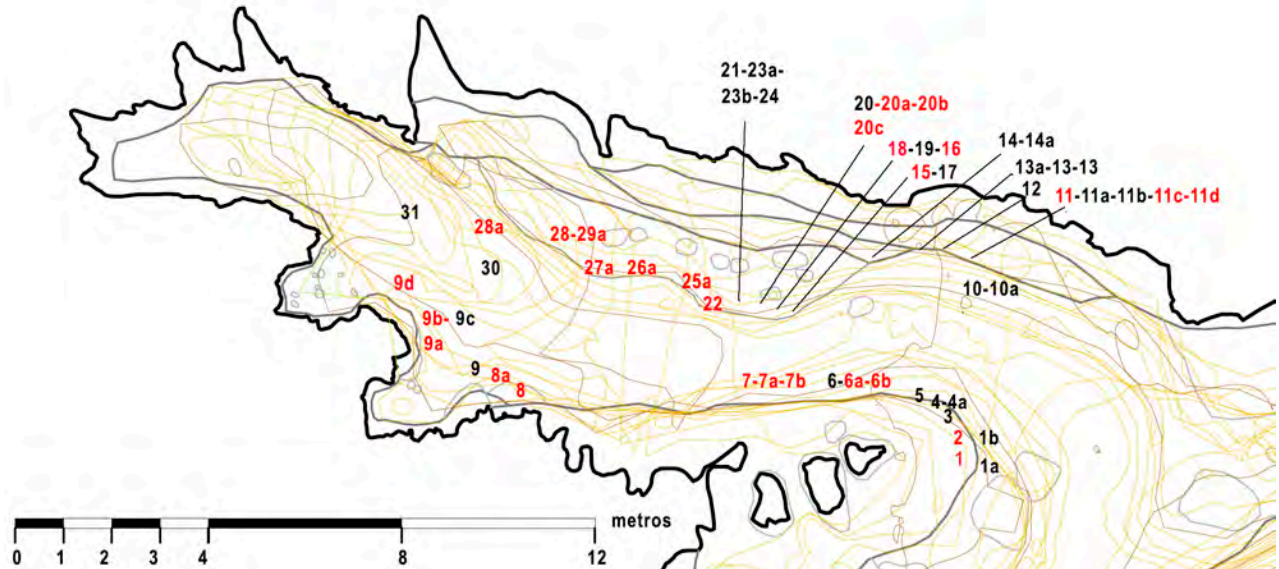 21-23a-
23b-24
20-20a-20b
20c
18-19-16
15-17
14-14a
13a-13-13
12
11-11a-11b-11c-11d
31
28a
28-29a
30
27a
26a
25a
22
10-10a
9d
9b- 9c
9a
9
8a
8
7-7a-7b
6-6a-6b
5
4-4a
3
2
1b
1
1a
metros
0 1 2 3 4 8 12